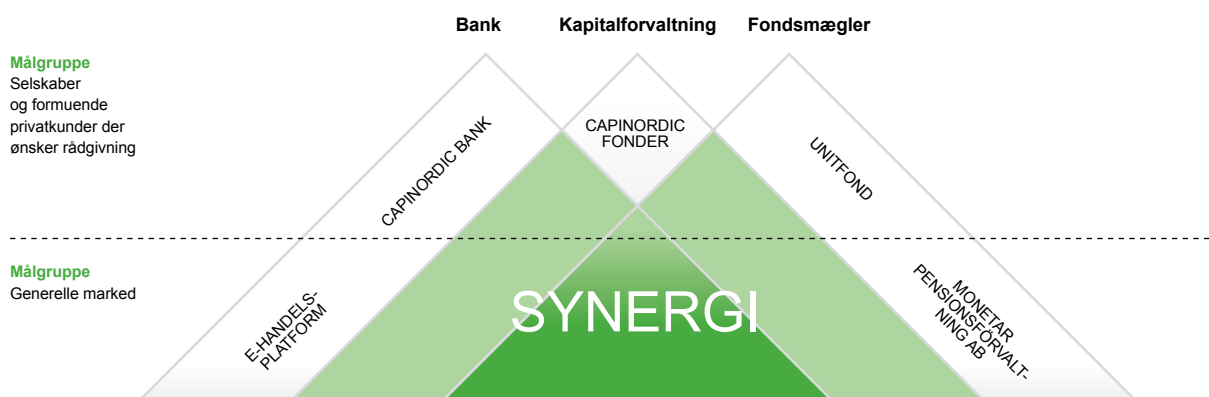 Bank
Kapitalforvaltning
Fondsmægler
Målgruppe
Selskaber
og formuende
privatkunder der
ønsker rådgivning
CAPINORDIC BANK
CAPINORDIC
FONDER
UNITFOND
Målgruppe
Generelle marked
E-HANDELS-
PLATFORM
SYNERGI
MONETAR
PENSIONSFÖRVALT-
NING AB